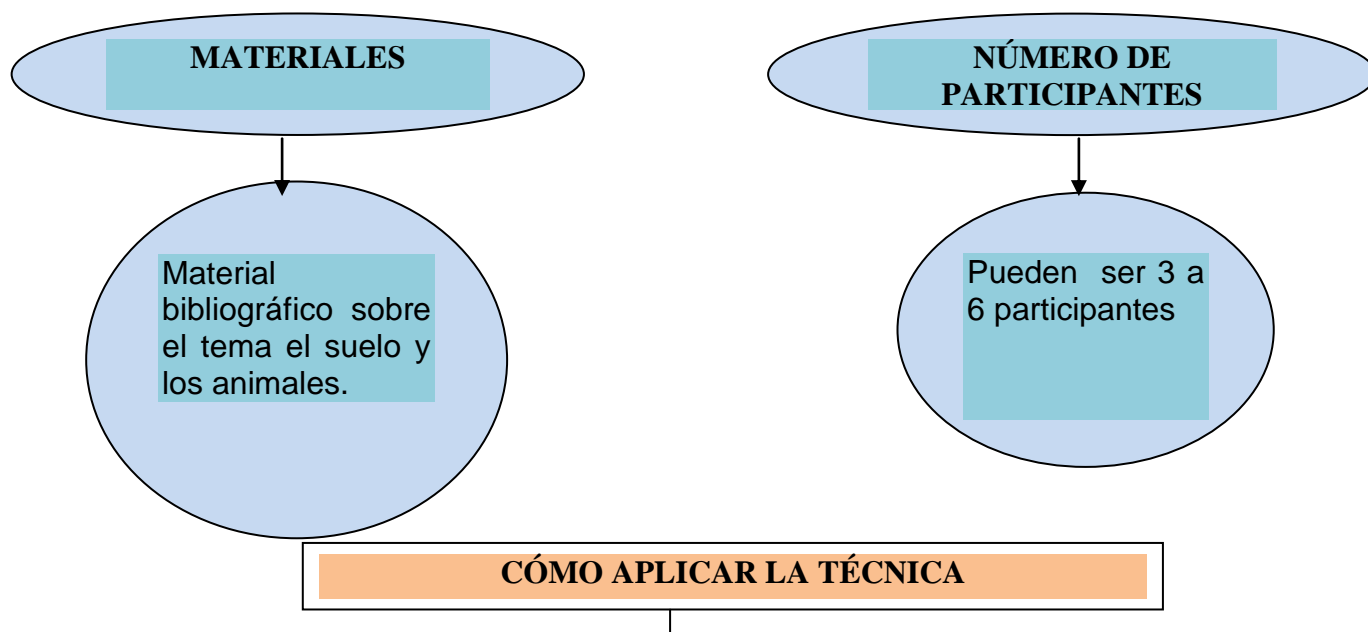 MATERIALES
NÚMERO DE
PARTICIPANTES
Material
bibliográfico sobre
el tema el suelo y
los animales.
Pueden ser 3 a
6 participantes
CÓMO APLICAR LA TÉCNICA